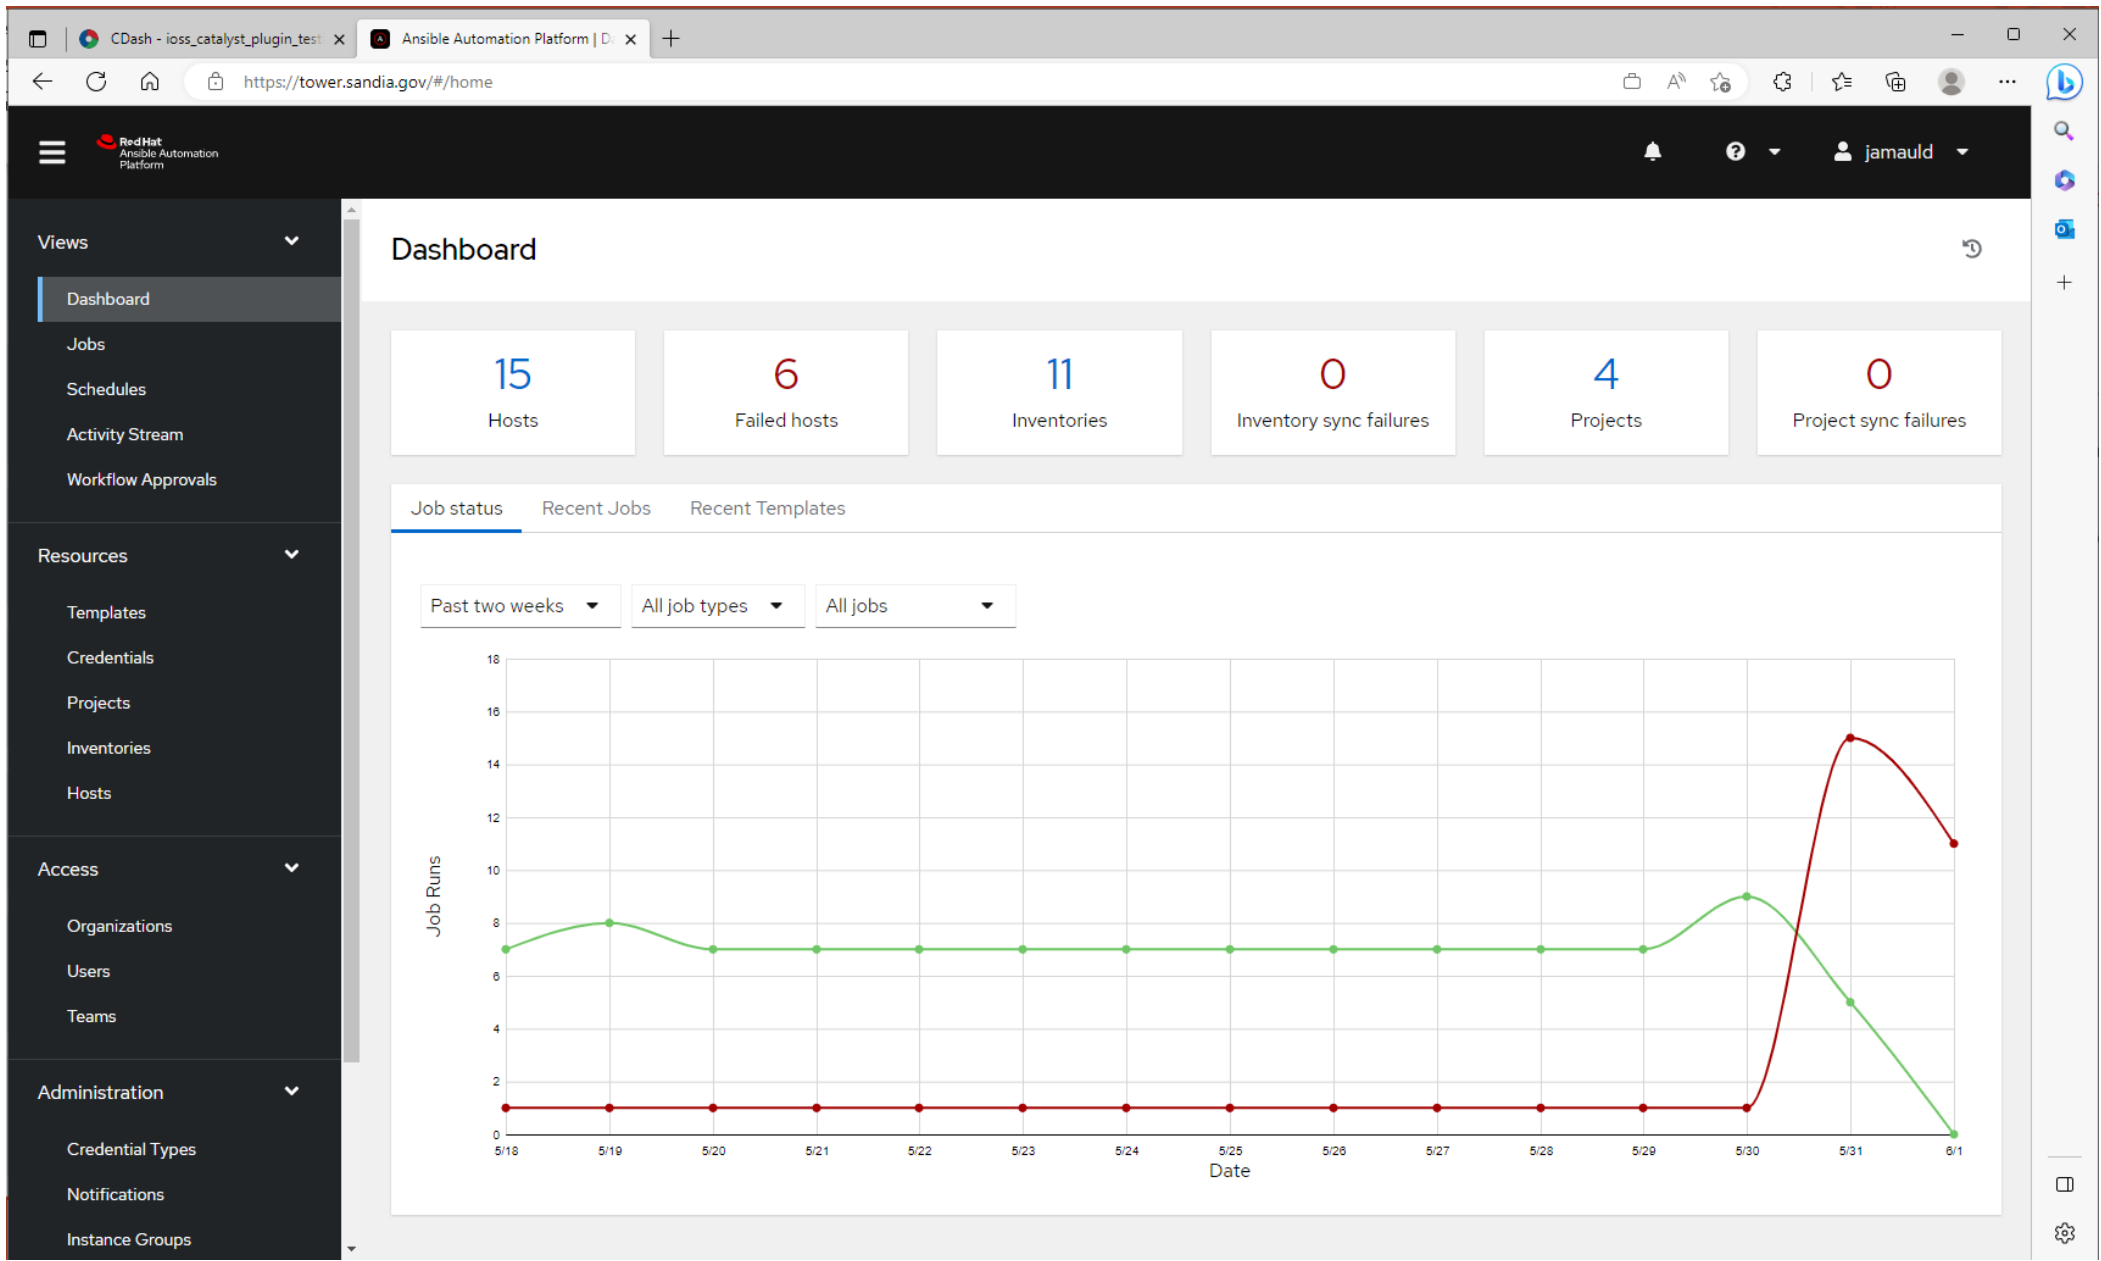 CDash - ioss_catalyst_plugin_test
Ansible Automation Platform | D
https://tower.sandia.gov/#/home
Red Hat
Ansible Automation
Platform
jamauld
Views
Dashboard
Jobs
Schedules
Activity Stream
Workflow Approvals
Resources
Templates
Credentials
Projects
Inventories
Hosts
Access
Organizations
Users
Teams
Administration
Credential Types
Notifications
Instance Groups
Dashboard
15
Hosts
6
Failed hosts
11
Inventories
0
Inventory sync failures
4
Projects
0
Project sync failures
Job status Recent Jobs Recent Templates
Past two weeks All job types All jobs
Job Runs
18
16
14
12
10
8
6
4
2
0
5/18 5/19 5/20 5/21 5/22 5/23 5/24 5/25 5/26 5/27 5/28 5/29 5/30 5/31 6/1
Date